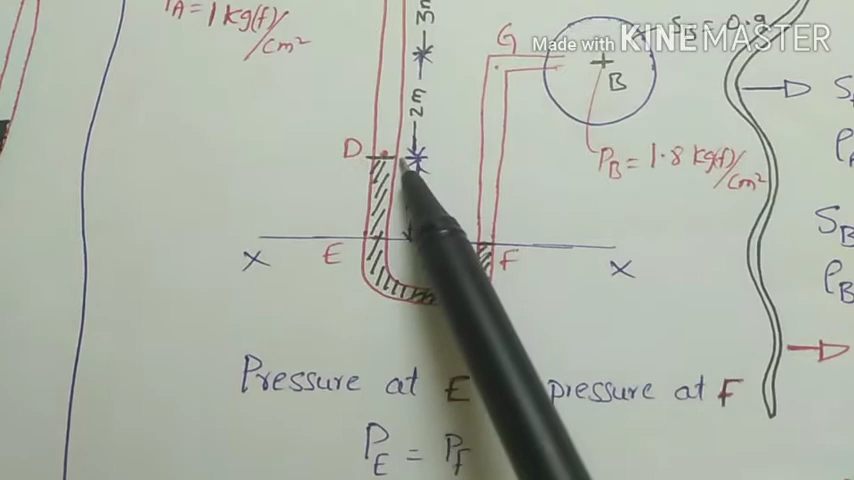 PA = 1 kg(f)/cm²
3m
G
SB = 0.9
Made with KINEMASTER
B
2m
D
PB = 1.8 kg(f)/cm²
E
F
X
X
Pressure at E
pressure at F
PE = PF